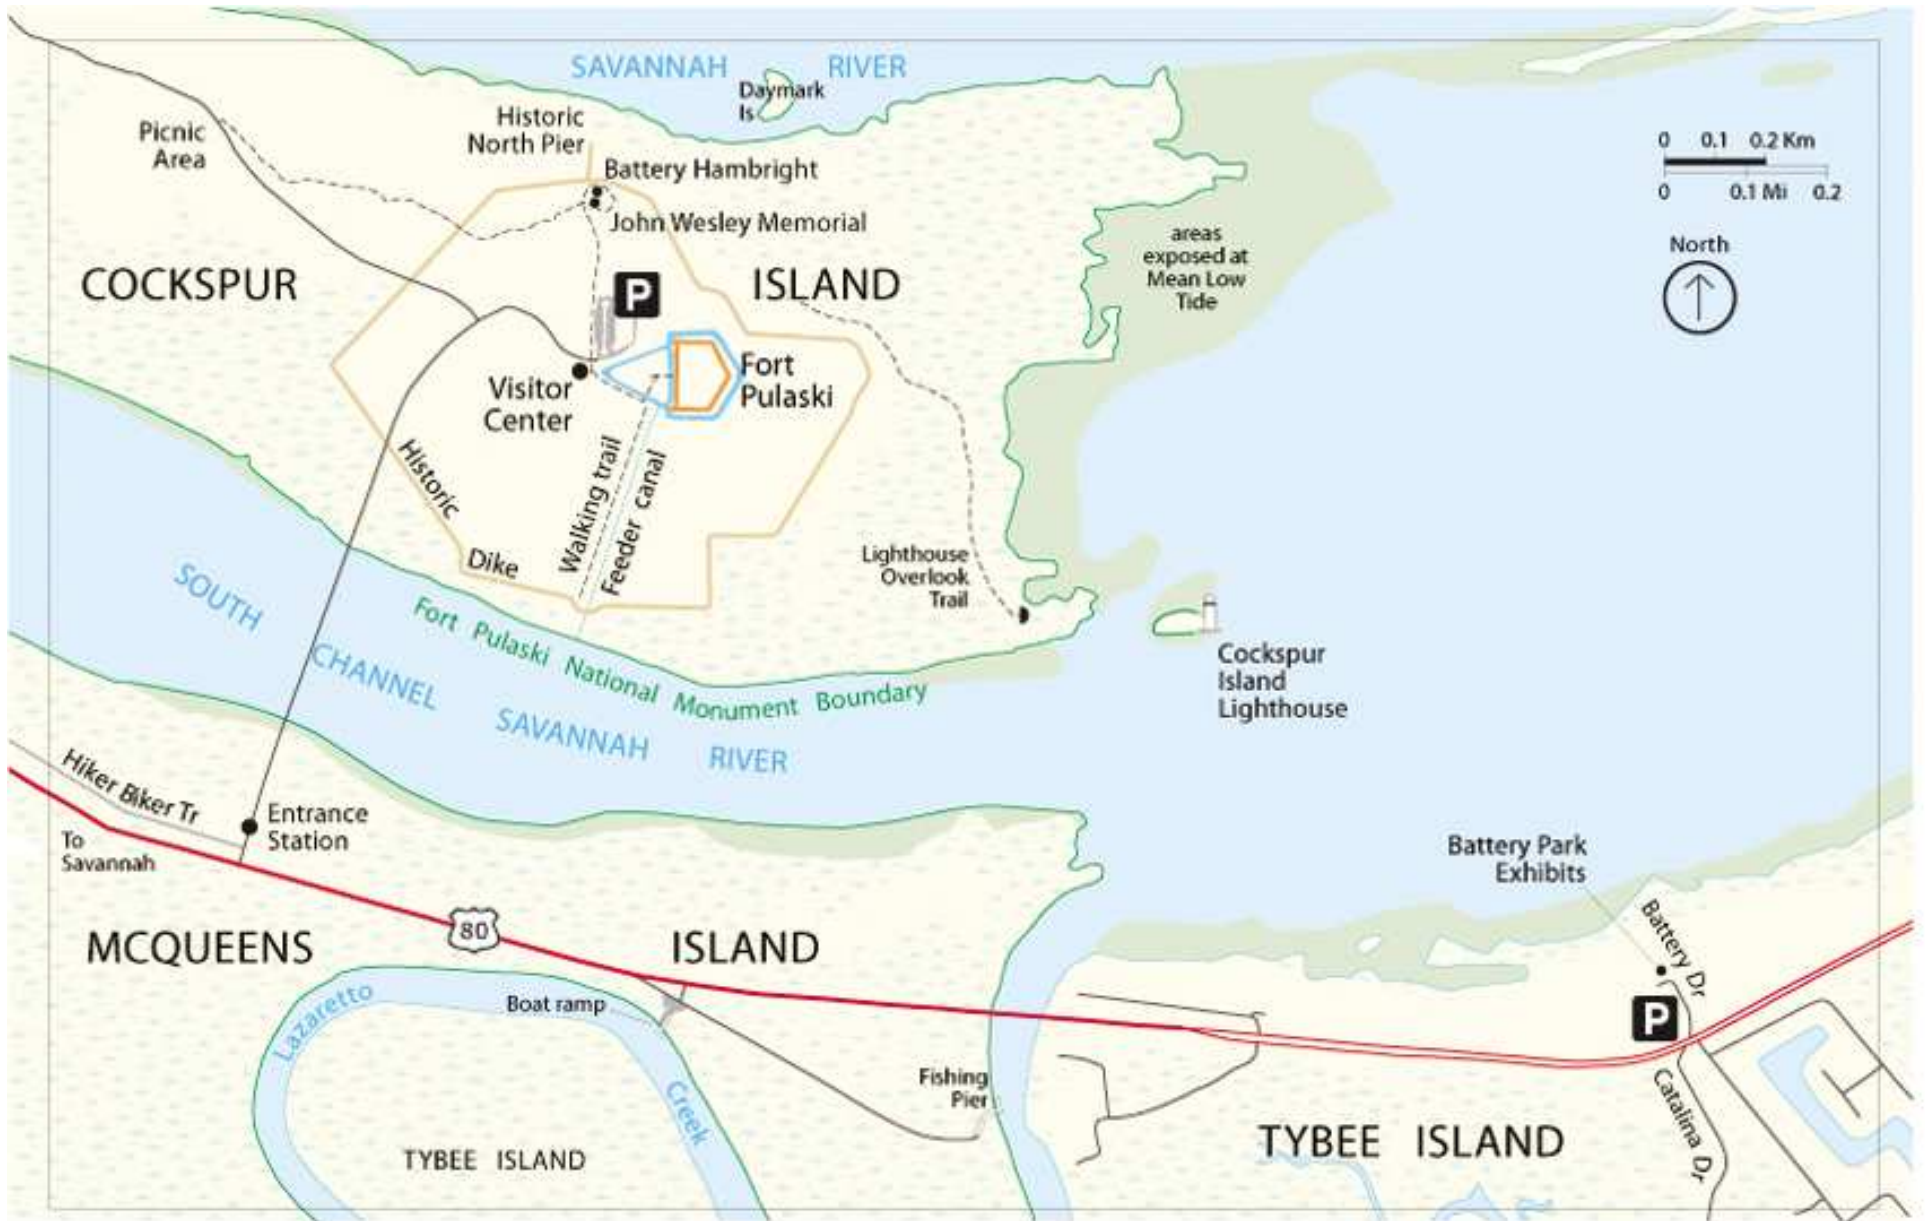 SAVANNAH RIVER
Daymark
Is
Historic
North Pier
Picnic
Area
Battery Hambright
John Wesley Memorial
0 0.1 0.2 Km
0 0.1 Mi 0.2
North
areas
exposed at
Mean Low
Tide
COCKSPUR ISLAND
P
Visitor
Center
Fort
Pulaski
Historic
Dike
Walking trail
Feeder canal
Lighthouse
Overlook
Trail
Cockspur
Island
Lighthouse
Fort Pulaski National Monument Boundary
SOUTH CHANNEL SAVANNAH RIVER
Hiker Biker Tr
Entrance
Station
To
Savannah
80
MCQUEENS ISLAND
Battery Park
Exhibits
Battery Dr
P
Lazaretto
Creek
Boat ramp
Fishing
Pier
Catalina Dr
TYBEE ISLAND
TYBEE ISLAND